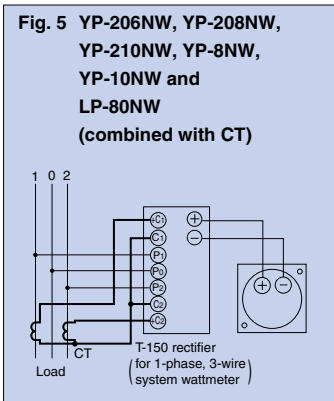 Fig. 5 YP-206NW, YP-208NW,
YP-210NW, YP-8NW,
YP-10NW and
LP-80NW
(combined with CT)
1 0 2
+C1
C1
P1
P0
P2
C2
+C2
+
−
+ −
CT
Load
T-150 rectifier
(for 1-phase, 3-wire
system wattmeter)